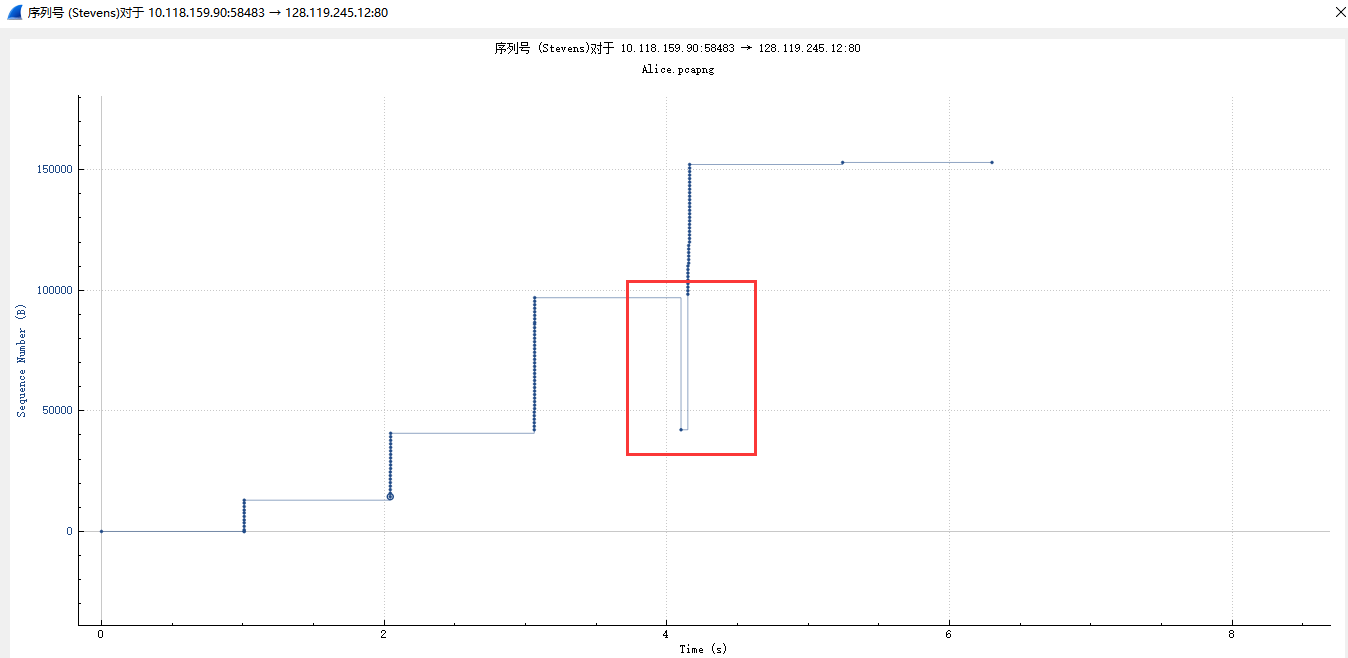 序列号 (Stevens)对于 10.118.159.90:58483 → 128.119.245.12:80
序列号 (Stevens)对于 10.118.159.90:58483 → 128.119.245.12:80
Alice.pcapng
150000
100000
50000
0
Sequence Number (B)
0 2 4 6 8
Time (s)